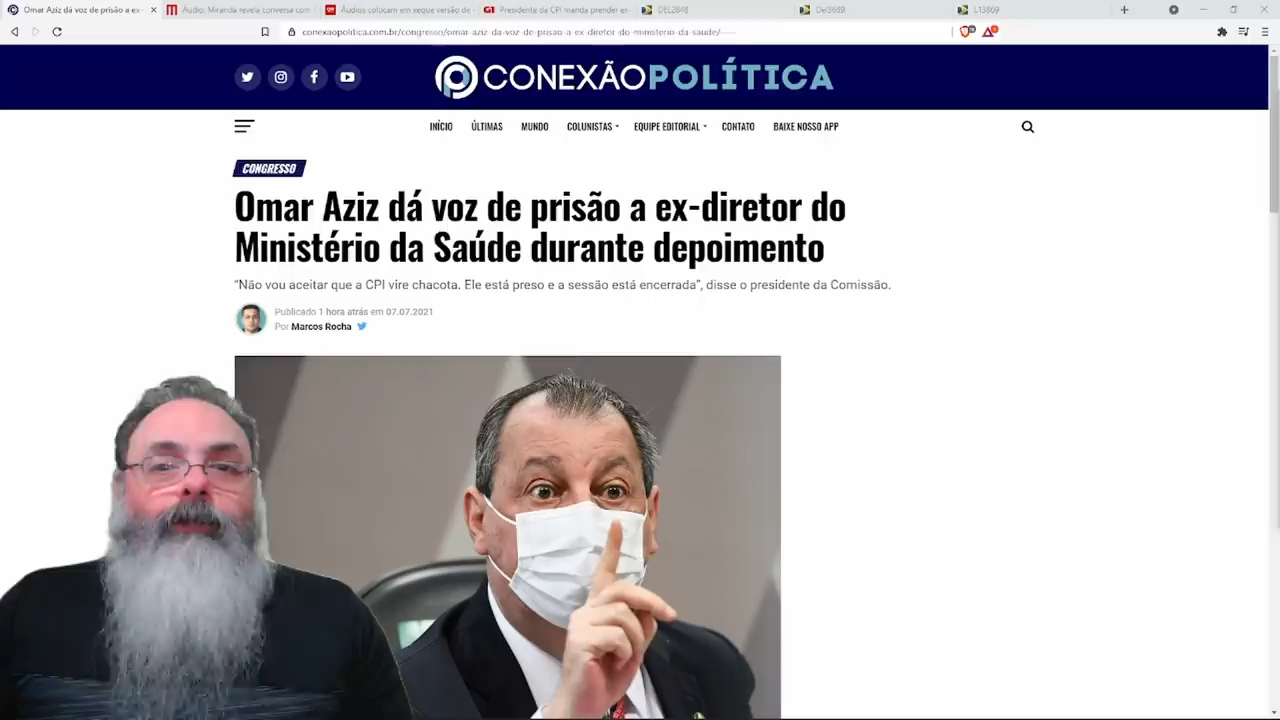 Omar Aziz dá voz de prisão a ex-
Áudio. Miranda revela conversa com
Áudios colocam em xeque versão de
G1 Presidente da CPI manda prender ex-
DEL2848
Del3689
L13869
conexaopolitica.com.br/congresso/omar-aziz-da-voz-de-prisao-a-ex-diretor-do-ministerio-da-saude/
CONEXÃOPOLÍTICA
INÍCIO ÚLTIMAS MUNDO COLUNISTAS EQUIPE EDITORIAL CONTATO BAIXE NOSSO APP
CONGRESSO
Omar Aziz dá voz de prisão a ex-diretor do
Ministério da Saúde durante depoimento
“Não vou aceitar que a CPI vire chacota. Ele está preso e a sessão está encerrada”, disse o presidente da Comissão.
Publicado 1 hora atrás em 07.07.2021
Por Marcos Rocha